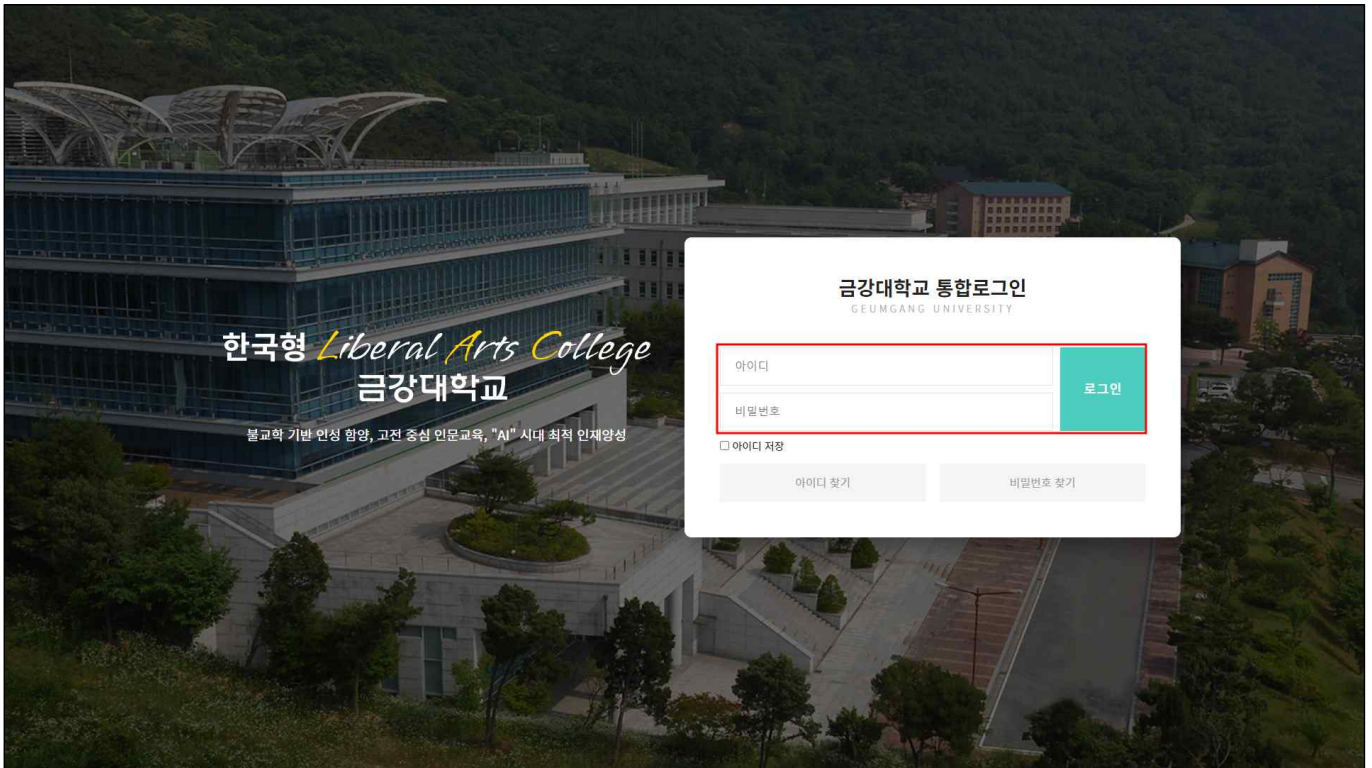 한국형 Liberal Arts College
금강대학교
불교학 기반 인성 함양, 고전 중심 인문교육, "AI" 시대 최적 인재양성
금강대학교 통합로그인
GEUMGANG UNIVERSITY
아이디
비밀번호
로그인
아이디 저장
아이디 찾기
비밀번호 찾기